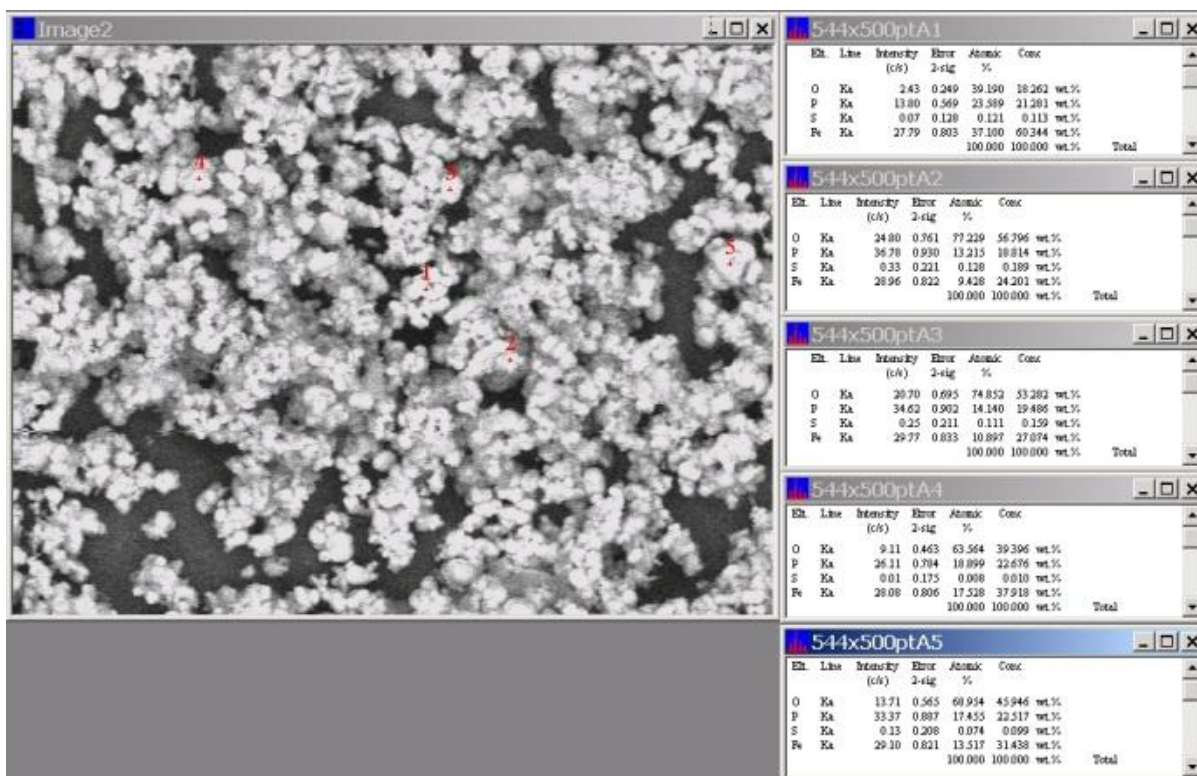 Image2
4
3
5
1
2
544x500ptA1
Elt. Line Intensity Error Atomic Conc
(c/s) 2-sig %
O Ka 2.43 0.249 39.190 18.262 wt.%
P Ka 13.80 0.569 23.589 21.281 wt.%
S Ka 0.07 0.128 0.121 0.113 wt.%
Fe Ka 27.79 0.803 37.100 60.344 wt.%
100.000 100.000 wt.% Total
544x500ptA2
Elt. Line Intensity Error Atomic Conc
(c/s) 2-sig %
O Ka 24.80 0.761 77.229 56.796 wt.%
P Ka 36.78 0.930 13.215 18.814 wt.%
S Ka 0.33 0.221 0.128 0.189 wt.%
Fe Ka 28.96 0.822 9.428 24.201 wt.%
100.000 100.000 wt.% Total
544x500ptA3
Elt. Line Intensity Error Atomic Conc
(c/s) 2-sig %
O Ka 20.70 0.695 74.852 53.282 wt.%
P Ka 34.62 0.902 14.140 19.486 wt.%
S Ka 0.25 0.211 0.111 0.159 wt.%
Fe Ka 29.77 0.833 10.897 27.074 wt.%
100.000 100.000 wt.% Total
544x500ptA4
Elt. Line Intensity Error Atomic Conc
(c/s) 2-sig %
O Ka 9.11 0.463 63.564 39.396 wt.%
P Ka 26.11 0.784 18.899 22.676 wt.%
S Ka 0.01 0.175 0.008 0.010 wt.%
Fe Ka 28.08 0.806 17.528 37.918 wt.%
100.000 100.000 wt.% Total
544x500ptA5
Elt. Line Intensity Error Atomic Conc
(c/s) 2-sig %
O Ka 13.71 0.565 68.954 45.946 wt.%
P Ka 33.37 0.887 17.455 22.517 wt.%
S Ka 0.13 0.208 0.074 0.099 wt.%
Fe Ka 29.10 0.821 13.517 31.438 wt.%
100.000 100.000 wt.% Total